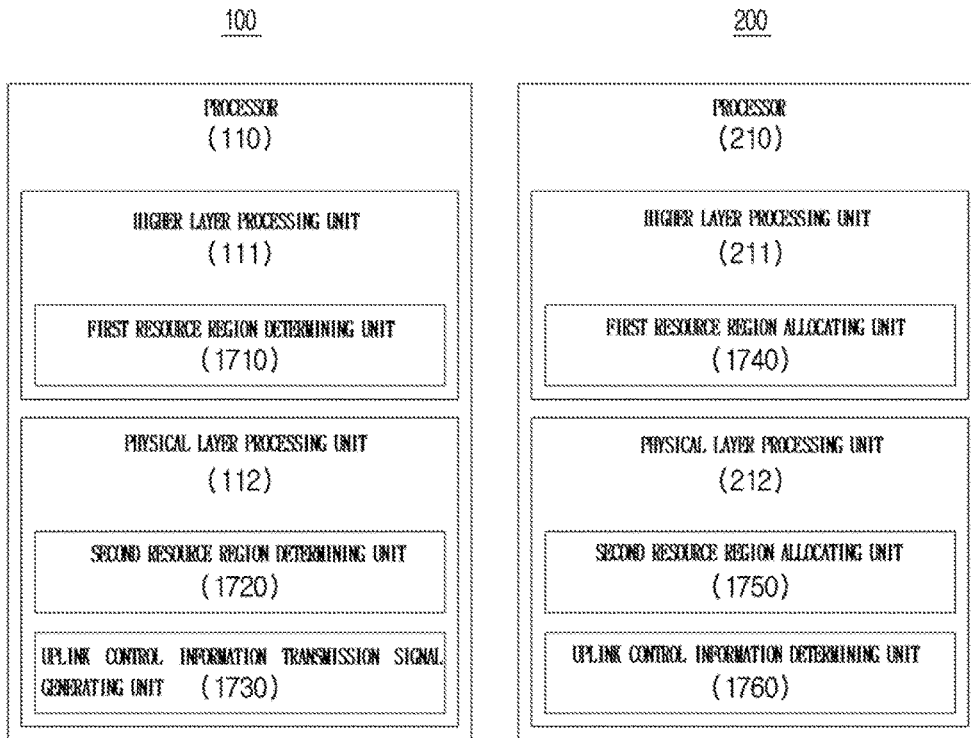 100
PROCESSOR
(110)
HIGHER LAYER PROCESSING UNIT
(111)
FIRST RESOURCE REGION DETERMINING UNIT
(1710)
PHYSICAL LAYER PROCESSING UNIT
(112)
SECOND RESOURCE REGION DETERMINING UNIT
(1720)
UPLINK CONTROL INFORMATION TRANSMISSION SIGNAL
GENERATING UNIT (1730)
200
PROCESSOR
(210)
HIGHER LAYER PROCESSING UNIT
(211)
FIRST RESOURCE REGION ALLOCATING UNIT
(1740)
PHYSICAL LAYER PROCESSING UNIT
(212)
SECOND RESOURCE REGION ALLOCATING UNIT
(1750)
UPLINK CONTROL INFORMATION DETERMINING UNIT
(1760)